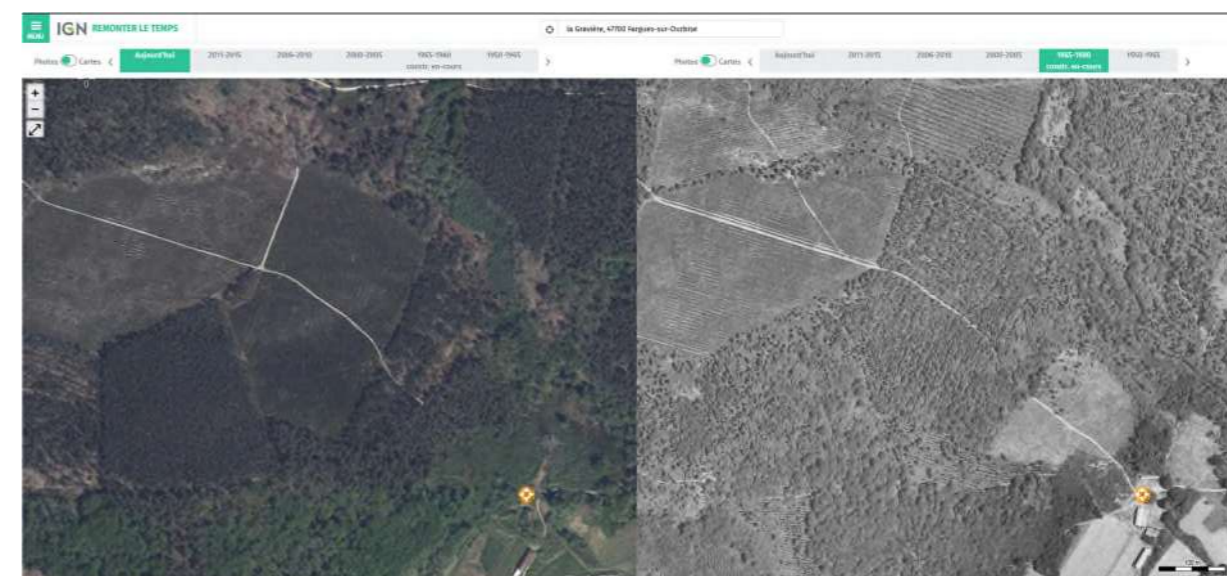 MENU
IGN REMONTER LE TEMPS
la Gravière, 47700 Fargues-sur-Ourbise
Photos Cartes Aujourd'hui 2011-2015 2006-2010 2000-2005 1965-1980 1950-1965
constr. en-cours
Photos Cartes Aujourd'hui 2011-2015 2006-2010 2000-2005 1965-1980 1950-1965
constr. en-cours
+
−